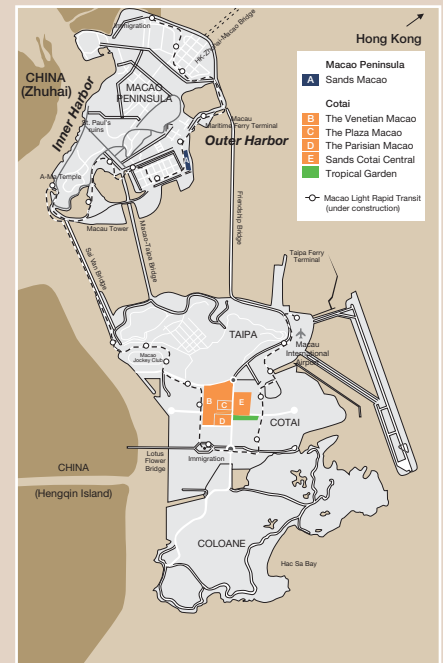 Immigration
HK-Zhuhai-Macao Bridge
Hong Kong
CHINA
(Zhuhai)
Inner Harbor
MACAO
PENINSULA
St. Paul's
ruins
Macau
Maritime Ferry Terminal
Outer Harbor
A
A-Ma Temple
Macau Tower
Sai Van Bridge
Macao-Taipa Bridge
Friendship Bridge
Macao Peninsula
A Sands Macao
Cotai
B The Venetian Macao
C The Plaza Macao
D The Parisian Macao
E Sands Cotai Central
Tropical Garden
Macao Light Rapid Transit
(under construction)
Taipa Ferry
Terminal
TAIPA
Macau
International
Airport
Macao
Jockey Club
B
C
D
E
COTAI
Lotus
Flower
Bridge
Immigration
CHINA
(Hengqin Island)
COLOANE
Hac Sa Bay